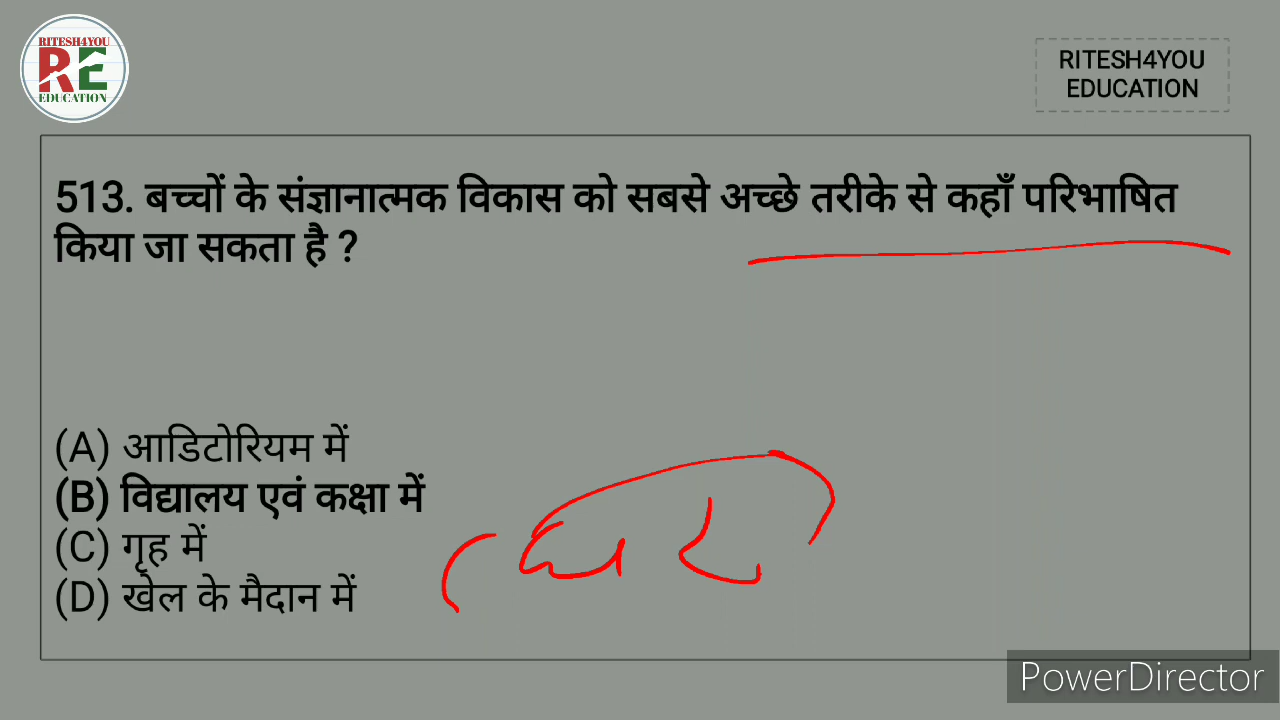 RITESH4YOU
RE
EDUCATION
RITESH4YOU
EDUCATION
513. बच्चों के संज्ञानात्मक विकास को सबसे अच्छे तरीके से कहाँ परिभाषित
किया जा सकता है ?
(A) आडिटोरियम में
(B) विद्यालय एवं कक्षा में
(C) गृह में
(D) खेल के मैदान में
PowerDirector